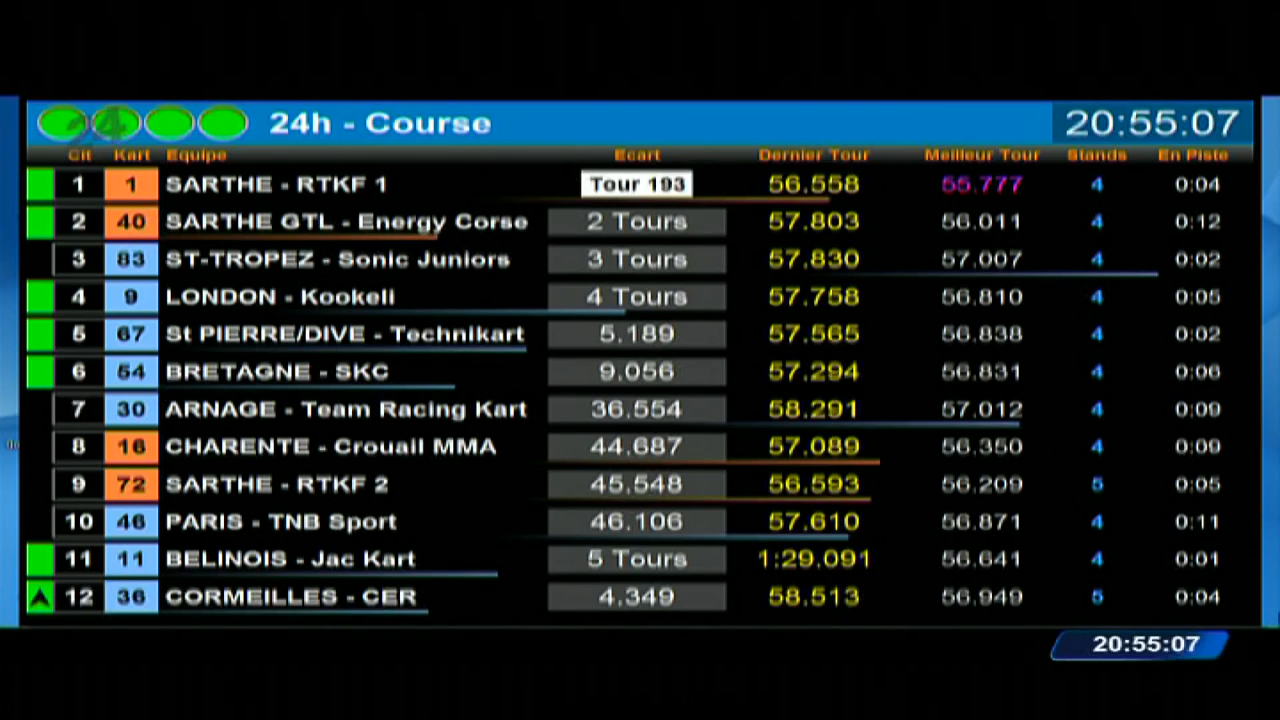 24h - Course 20:55:07
Clt Kart Equipe Ecart Dernier Tour Meilleur Tour Stands En Piste
1 1 SARTHE - RTKF 1 Tour 193 56.558 55.777 4 0:04
2 40 SARTHE GTL - Energy Corse 2 Tours 57.803 56.011 4 0:12
3 83 ST-TROPEZ - Sonic Juniors 3 Tours 57.830 57.007 4 0:02
4 9 LONDON - Kookeli 4 Tours 57.758 56.810 4 0:05
5 67 St PIERRE/DIVE - Technikart 5.189 57.565 56.838 4 0:02
6 54 BRETAGNE - SKC 9.056 57.294 56.831 4 0:06
7 30 ARNAGE - Team Racing Kart 36.554 58.291 57.012 4 0:09
8 16 CHARENTE - Crouail MMA 44.687 57.089 56.350 4 0:09
9 72 SARTHE - RTKF 2 45.548 56.593 56.209 5 0:05
10 46 PARIS - TNB Sport 46.106 57.610 56.871 4 0:11
11 11 BELINOIS - Jac Kart 5 Tours 1:29.091 56.641 4 0:01
12 36 CORMEILLES - CER 4.349 58.513 56.949 5 0:04
20:55:07